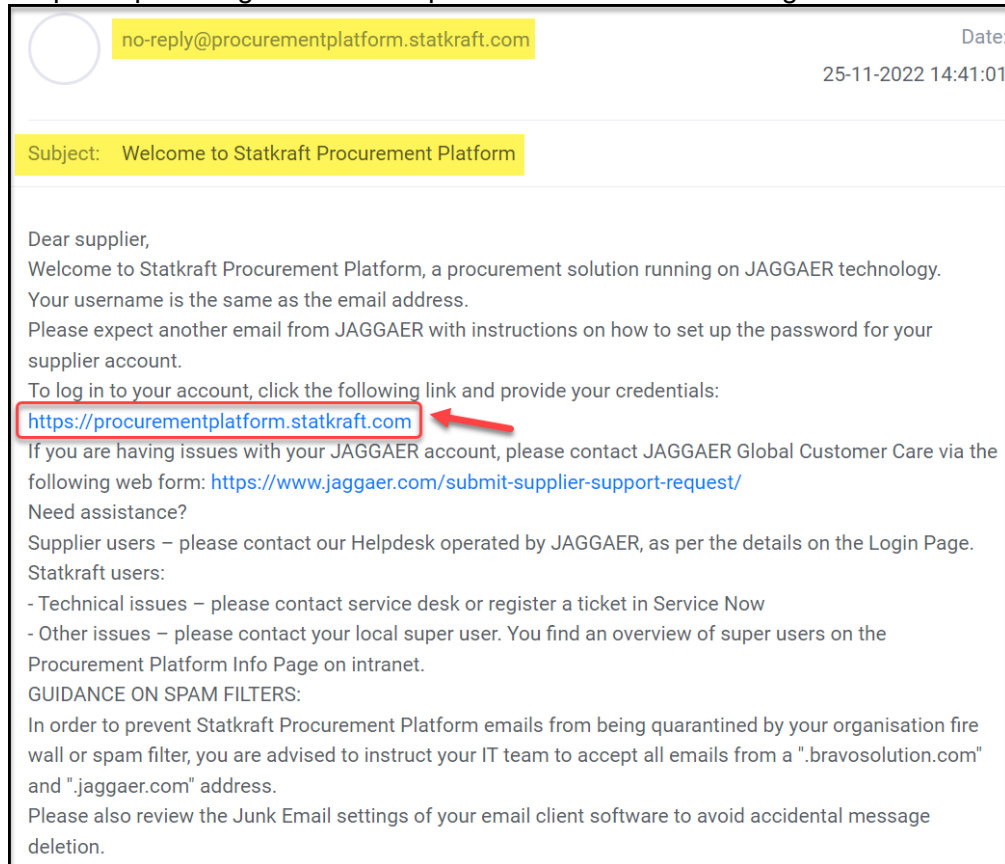 no-reply@procurementplatform.statkraft.com
Date:
25-11-2022 14:41:01
Subject: Welcome to Statkraft Procurement Platform
Dear supplier,
Welcome to Statkraft Procurement Platform, a procurement solution running on JAGGAER technology.
Your username is the same as the email address.
Please expect another email from JAGGAER with instructions on how to set up the password for your
supplier account.
To log in to your account, click the following link and provide your credentials:
https://procurementplatform.statkraft.com
If you are having issues with your JAGGAER account, please contact JAGGAER Global Customer Care via the
following web form: https://www.jaggaer.com/submit-supplier-support-request/
Need assistance?
Supplier users – please contact our Helpdesk operated by JAGGAER, as per the details on the Login Page.
Statkraft users:
- Technical issues – please contact service desk or register a ticket in Service Now
- Other issues – please contact your local super user. You find an overview of super users on the
Procurement Platform Info Page on intranet.
GUIDANCE ON SPAM FILTERS:
In order to prevent Statkraft Procurement Platform emails from being quarantined by your organisation fire
wall or spam filter, you are advised to instruct your IT team to accept all emails from a ".bravosolution.com"
and ".jaggaer.com" address.
Please also review the Junk Email settings of your email client software to avoid accidental message
deletion.